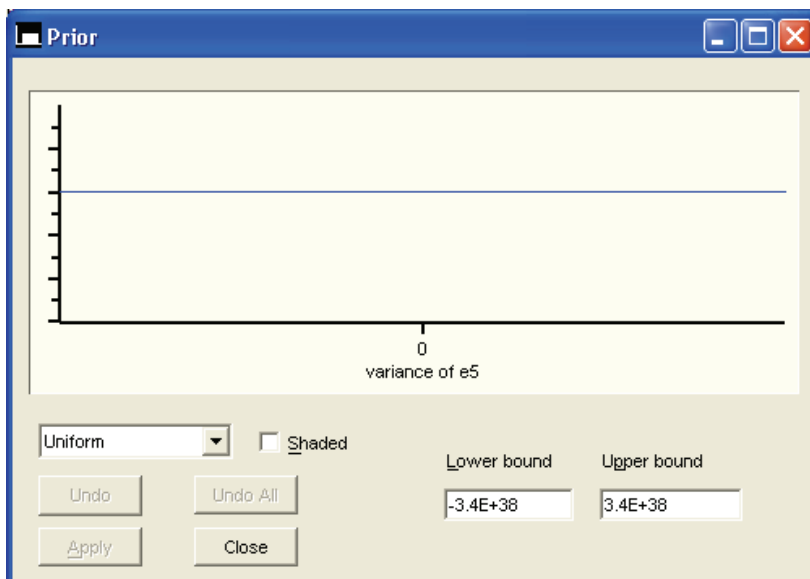 Prior
0
variance of e5
Uniform
Shaded
Lower bound
Upper bound
Undo
Undo All
-3.4E+38
3.4E+38
Apply
Close